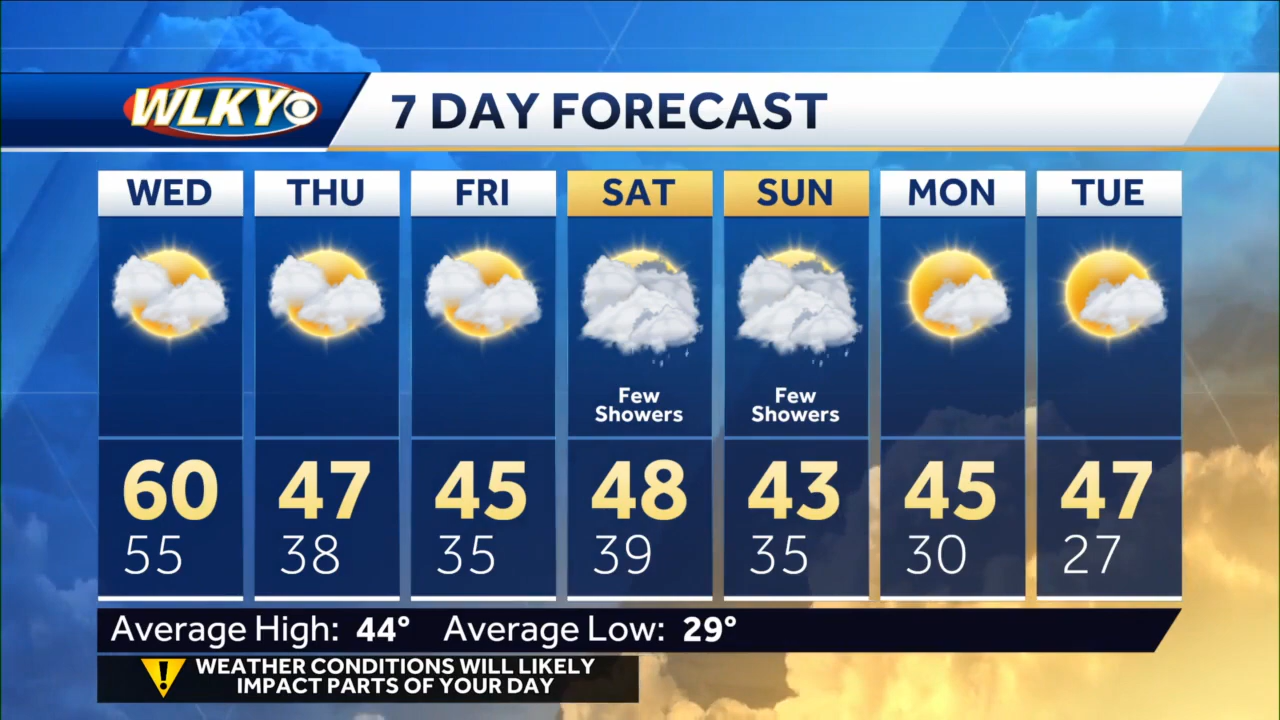 WLKY
7 DAY FORECAST
WED THU FRI SAT SUN MON TUE
Few Showers
Few Showers
60 47 45 48 43 45 47
55 38 35 39 35 30 27
Average High: 44° Average Low: 29°
! WEATHER CONDITIONS WILL LIKELY
IMPACT PARTS OF YOUR DAY